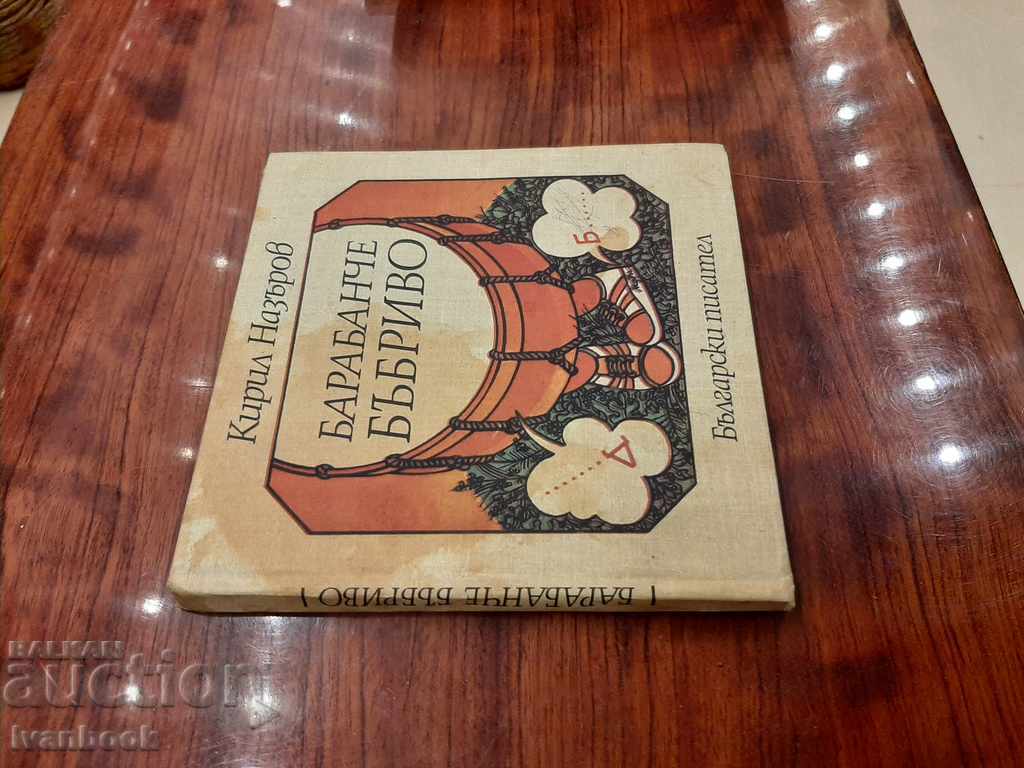 Кирил Назъров
БАРАБАНЧЕ
БЪБРИВО
Б......
Д.......
Български писател
БАРАБАНЧЕ БЪБРИВО
BALKAN
auction
ivanbook